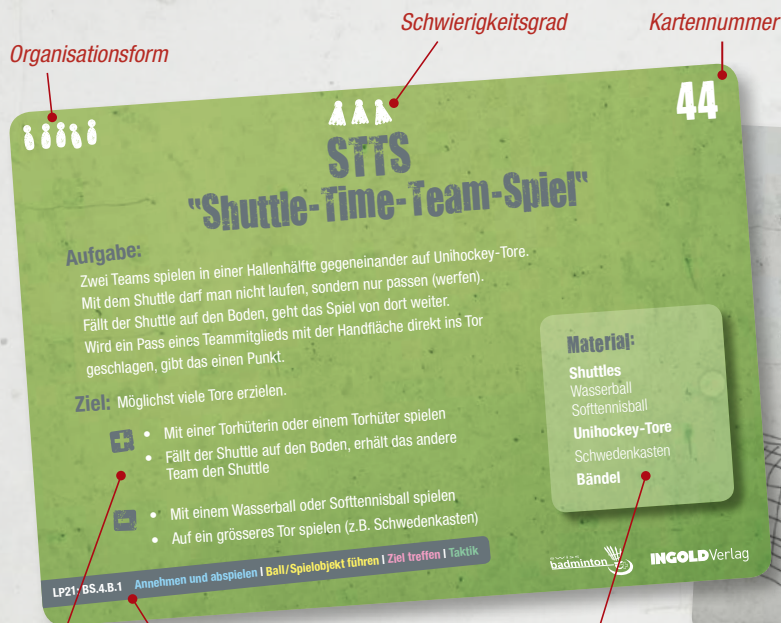 Organisationsform
Schwierigkeitsgrad
Kartennummer
44
STTS
"Shuttle-Time-Team-Spiel"
Aufgabe:
Zwei Teams spielen in einer Hallenhälfte gegeneinander auf Unihockey-Tore.
Mit dem Shuttle darf man nicht laufen, sondern nur passen (werfen).
Fällt der Shuttle auf den Boden, geht das Spiel von dort weiter.
Wird ein Pass eines Teammitglieds mit der Handfläche direkt ins Tor
geschlagen, gibt das einen Punkt.
Ziel: Möglichst viele Tore erzielen.
+ • Mit einer Torhüterin oder einem Torhüter spielen
• Fällt der Shuttle auf den Boden, erhält das andere
Team den Shuttle
- • Mit einem Wasserball oder Softtennisball spielen
• Auf ein grösseres Tor spielen (z.B. Schwedenkasten)
Material:
Shuttles
Wasserball
Softtennisball
Unihockey-Tore
Schwedenkasten
Bändel
LP21: BS.4.B.1 Annehmen und abspielen I Ball/Spielobjekt führen I Ziel treffen I Taktik
swiss
badminton
INGOLDVerlag